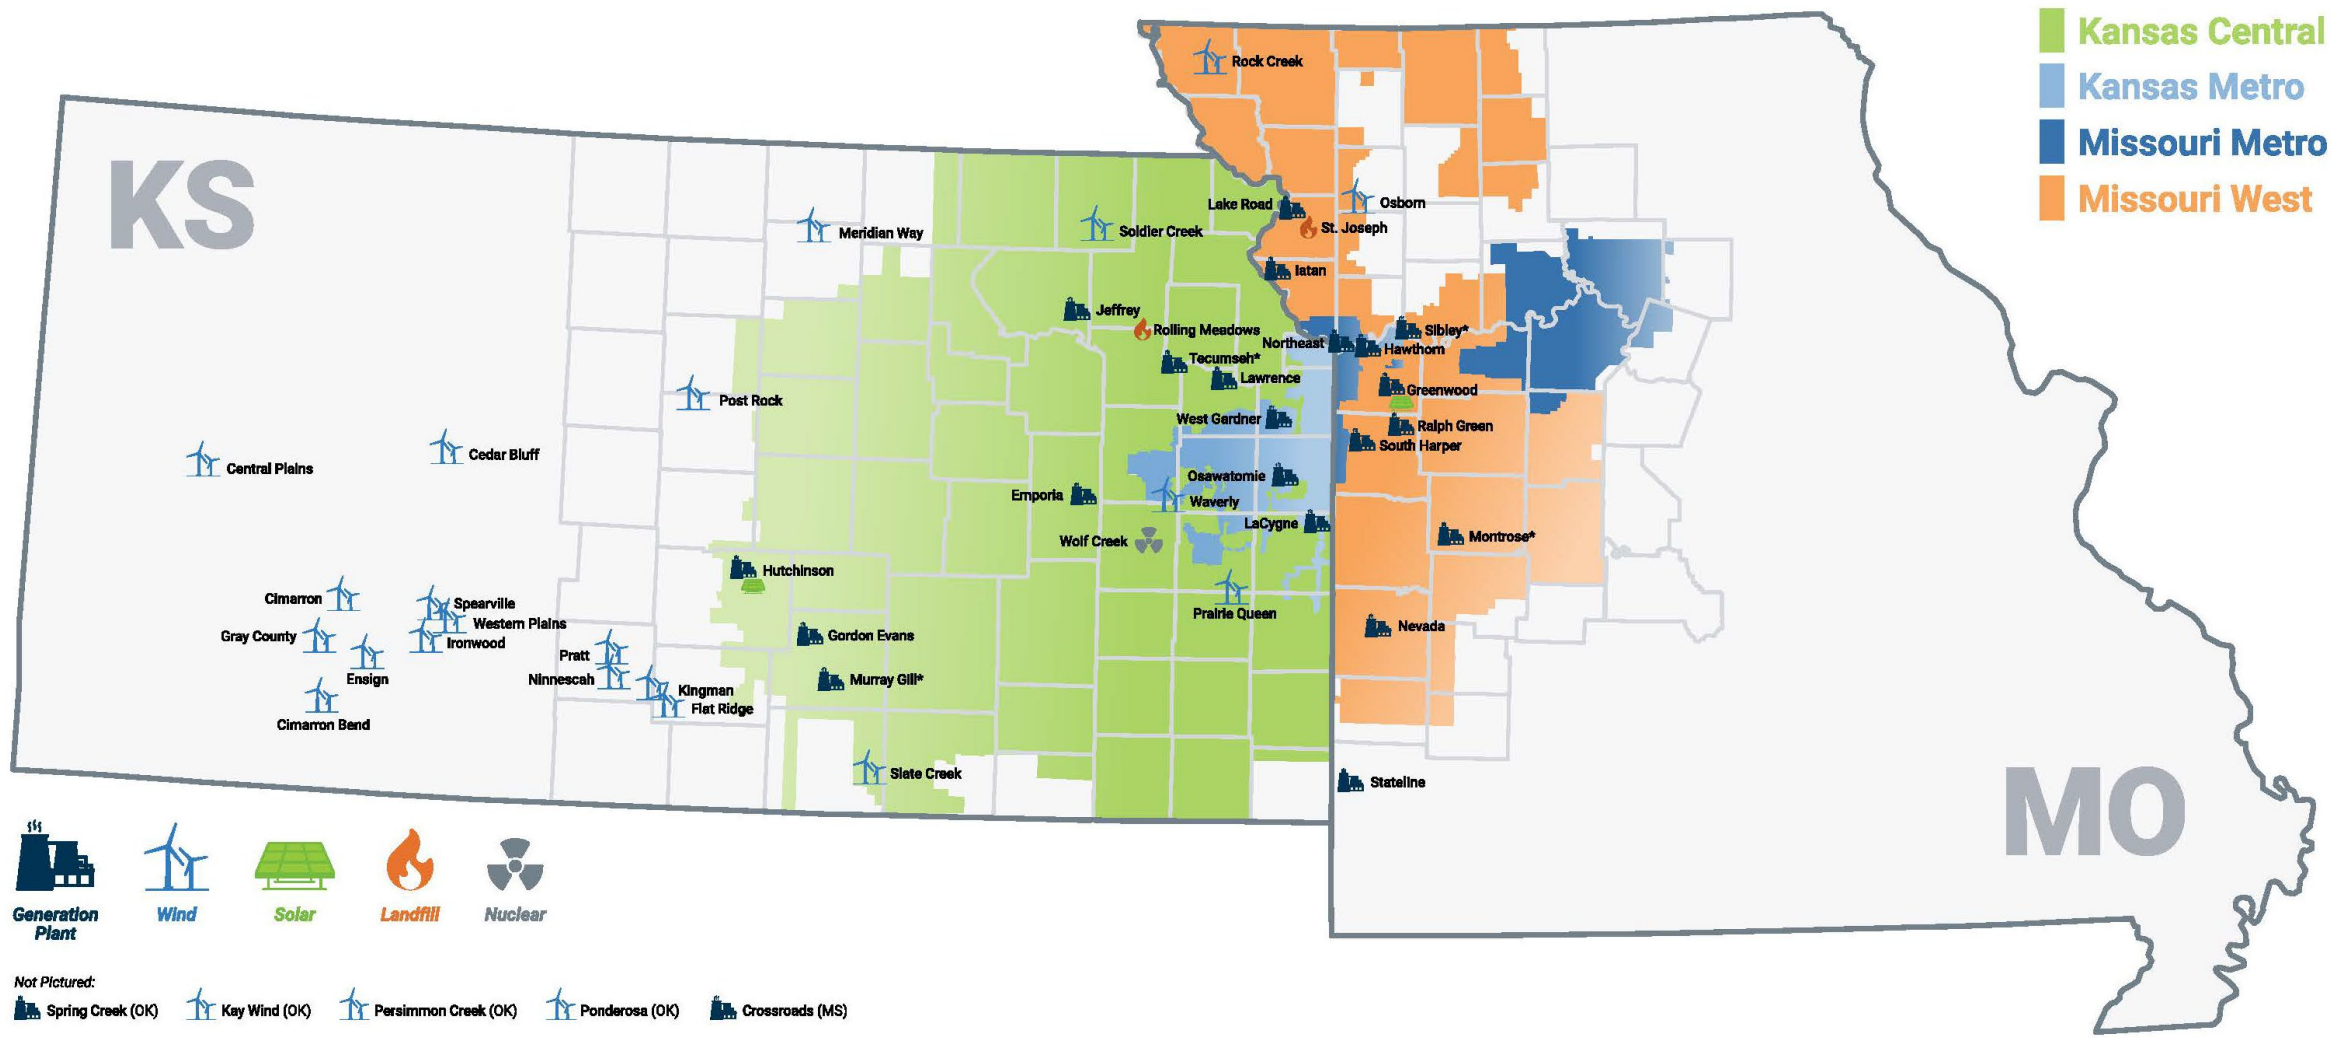 Kansas Central
Kansas Metro
Missouri Metro
Missouri West
KS
MO
Rock Creek
Lake Road
Osborn
St. Joseph
Meridian Way
Soldier Creek
Iatan
Jeffrey
Rolling Meadows
Sibley*
Northeast
Hawthorn
Tecumseh*
Lawrence
Greenwood
Post Rock
West Gardner
Ralph Green
South Harper
Central Plains
Cedar Bluff
Osawatomie
Emporia
Waverly
LaCygne
Wolf Creek
Montrose*
Hutchinson
Cimarron
Spearville
Western Plains
Prairie Queen
Gray County
Ironwood
Gordon Evans
Nevada
Pratt
Ensign
Ninnescah
Murray Gill*
Kingman
Flat Ridge
Cimarron Bend
Slate Creek
Stateline
Generation
Plant
Wind
Solar
Landfill
Nuclear
Not Pictured:
Spring Creek (OK)
Kay Wind (OK)
Persimmon Creek (OK)
Ponderosa (OK)
Crossroads (MS)